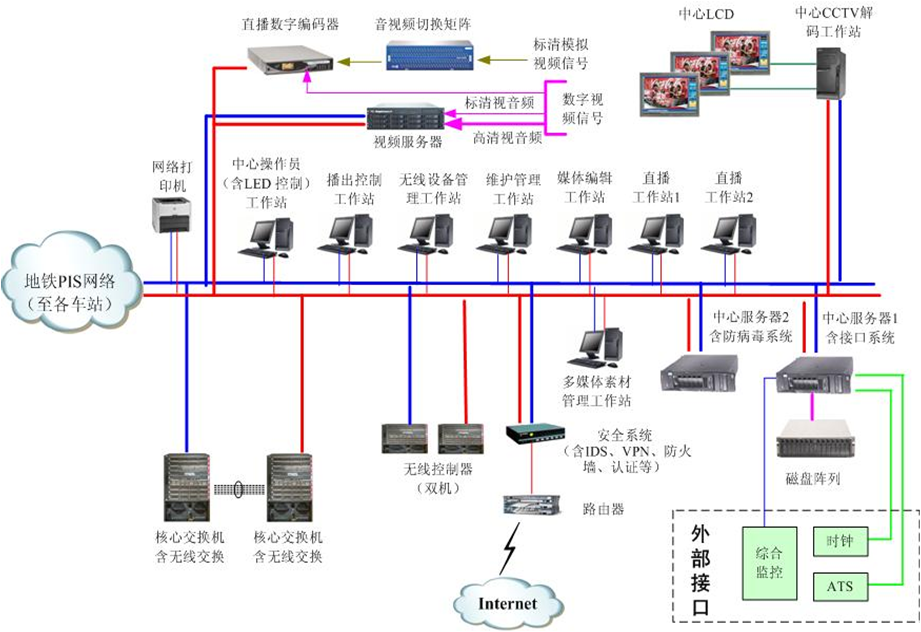 直播数字编码器
音视频切换矩阵
标清模拟
视频信号
中心LCD
中心CCTV解
码工作站
标清视音频
数字视
频信号
高清视音频
视频服务器
网络打
印机
中心操作员
(含LED 控制)
工作站
播出控制
工作站
无线设备管
理工作站
维护管理
工作站
媒体编辑
工作站
直播
工作站1
直播
工作站2
地铁PIS网络
(至各车站)
中心服务器2
含防病毒系统
中心服务器1
含接口系统
多媒体素材
管理工作站
无线控制器
(双机)
安全系统
(含IDS、VPN、防火
墙、认证等)
磁盘阵列
路由器
核心交换机
含无线交换
核心交换机
含无线交换
外
部
接
口
综合
监控
时钟
ATS
Internet